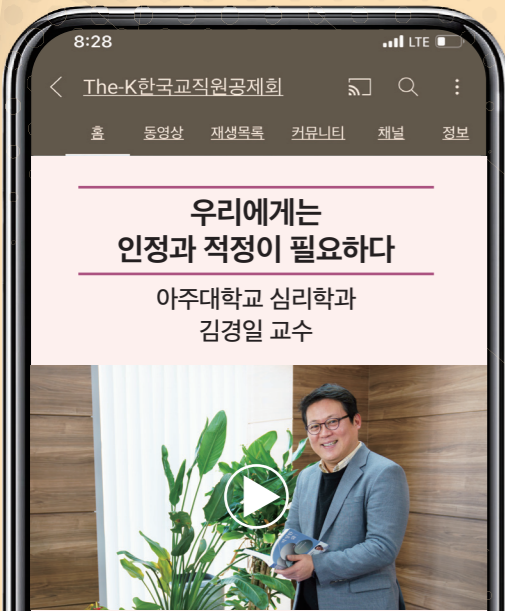 8:28
LTE
The-K한국교직원공제회
홈 동영상 재생목록 커뮤니티 채널 정보
우리에게는
인정과 적정이 필요하다
아주대학교 심리학과
김경일 교수